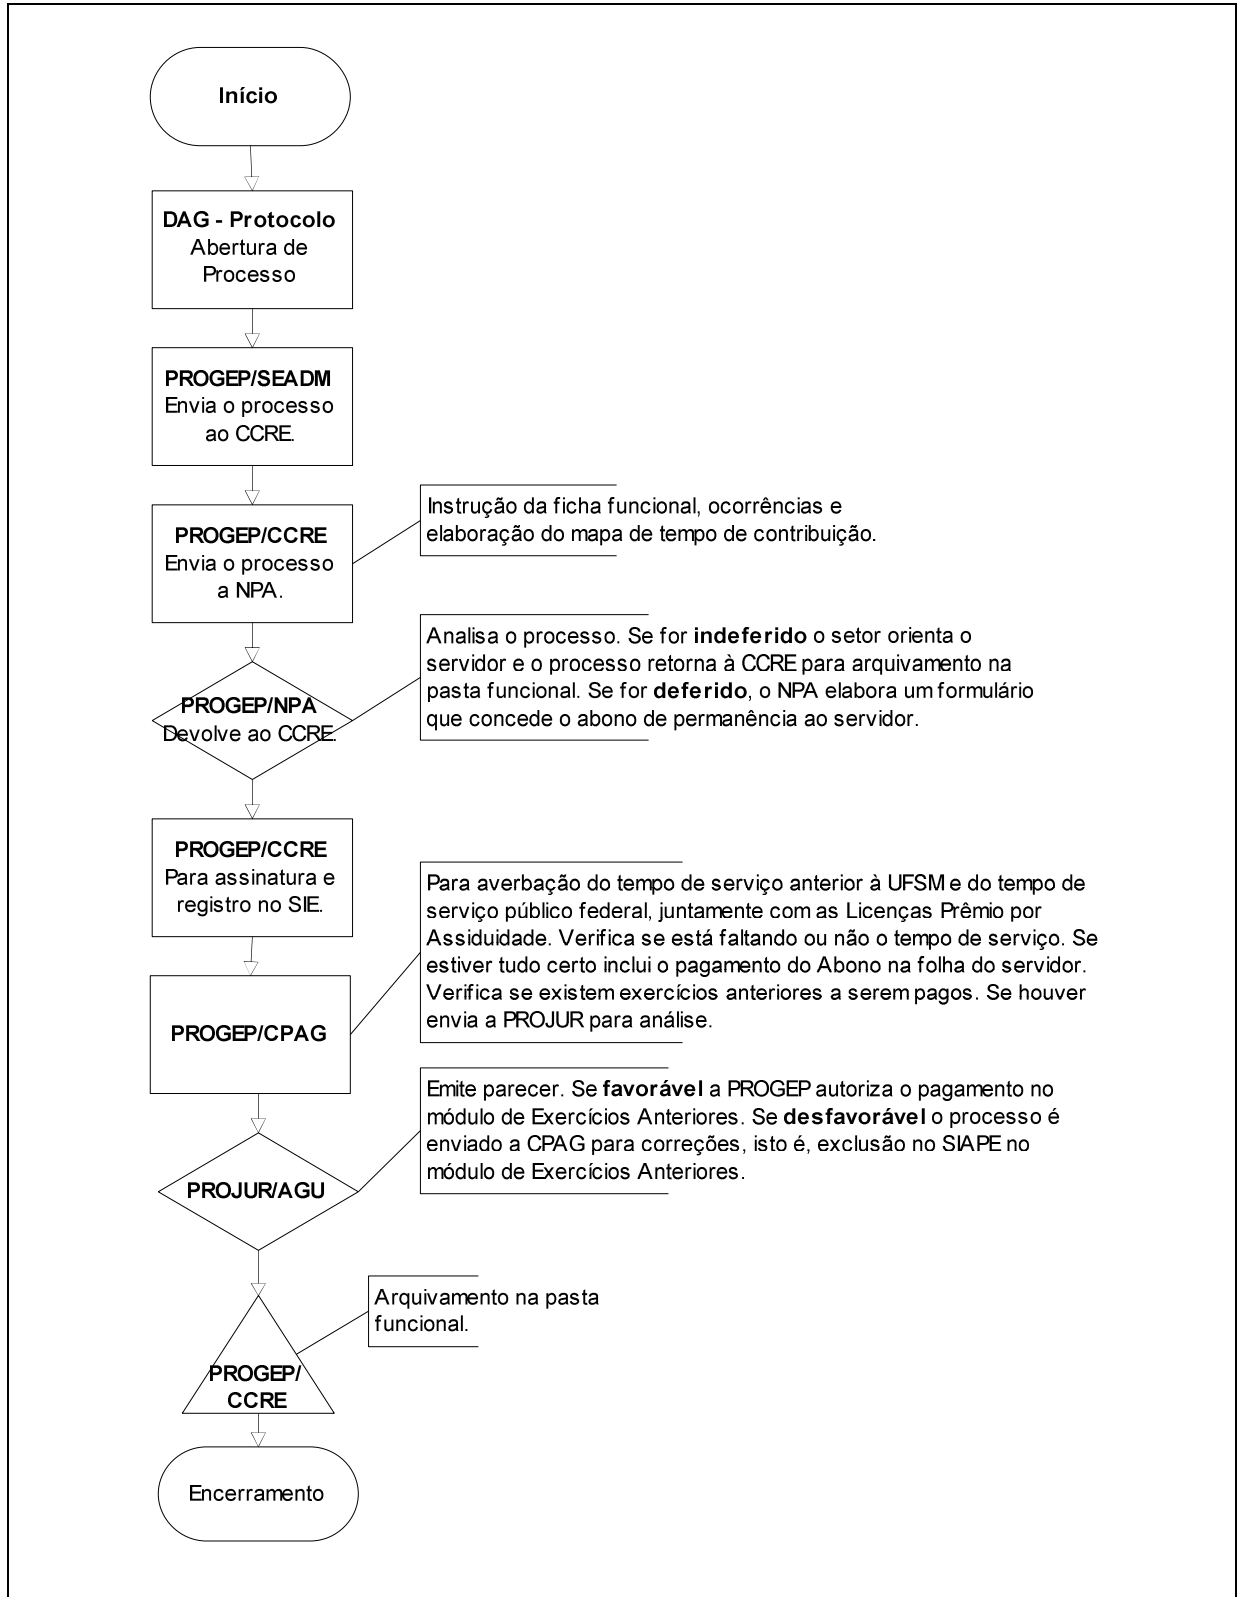 Início
DAG - Protocolo
Abertura de
Processo
PROGEP/SEADM
Envia o processo
ao CCRE.
PROGEP/CCRE
Envia o processo
a NPA.
Instrução da ficha funcional, ocorrências e
elaboração do mapa de tempo de contribuição.
PROGEP/NPA
Devolve ao CCRE.
Analisa o processo. Se for indeferido o setor orienta o
servidor e o processo retorna à CCRE para arquivamento na
pasta funcional. Se for deferido, o NPA elabora um formulário
que concede o abono de permanência ao servidor.
PROGEP/CCRE
Para assinatura e
registro no SIE.
PROGEP/CPAG
Para averbação do tempo de serviço anterior à UFSM e do tempo de
serviço público federal, juntamente com as Licenças Prêmio por
Assiduidade. Verifica se está faltando ou não o tempo de serviço. Se
estiver tudo certo inclui o pagamento do Abono na folha do servidor.
Verifica se existem exercícios anteriores a serem pagos. Se houver
envia a PROJUR para análise.
PROJUR/AGU
Emite parecer. Se favorável a PROGEP autoriza o pagamento no
módulo de Exercícios Anteriores. Se desfavorável o processo é
enviado a CPAG para correções, isto é, exclusão no SIAPE no
módulo de Exercícios Anteriores.
PROGEP/
CCRE
Arquivamento na pasta
funcional.
Encerramento